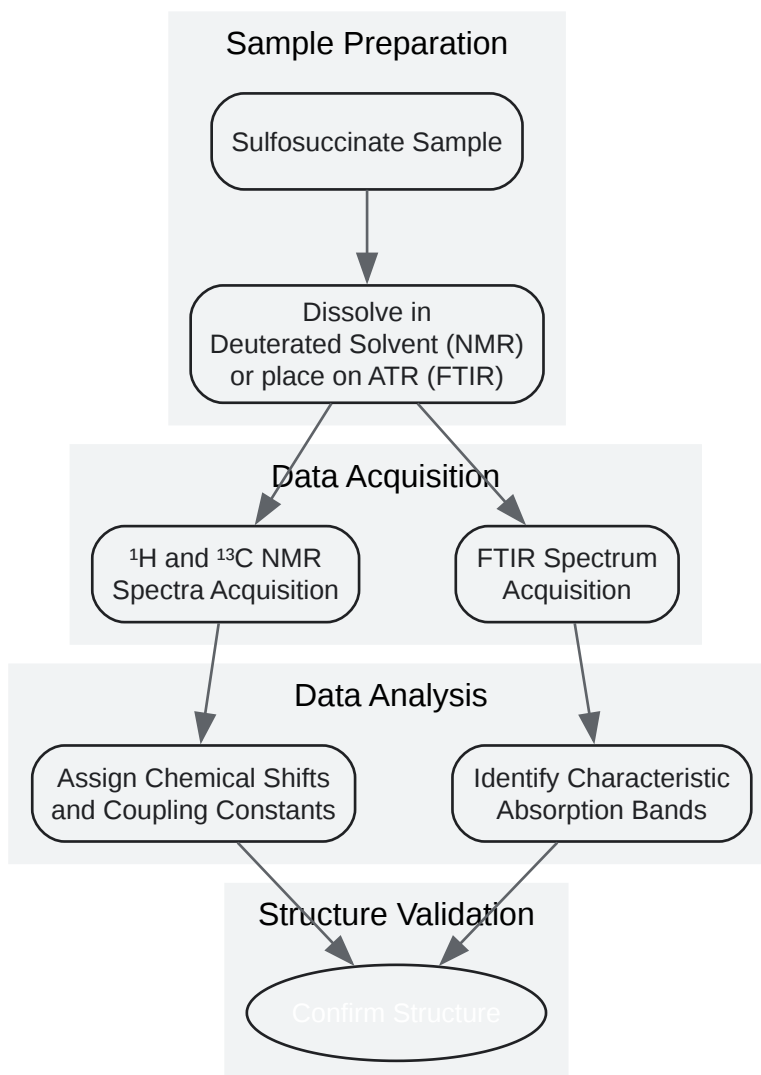 Sample Preparation
Sulfosuccinate Sample
Dissolve in
Deuterated Solvent (NMR)
or place on ATR (FTIR)
Data Acquisition
¹H and ¹³C NMR
Spectra Acquisition
FTIR Spectrum
Acquisition
Data Analysis
Assign Chemical Shifts
and Coupling Constants
Identify Characteristic
Absorption Bands
Structure Validation
Confirm Structure